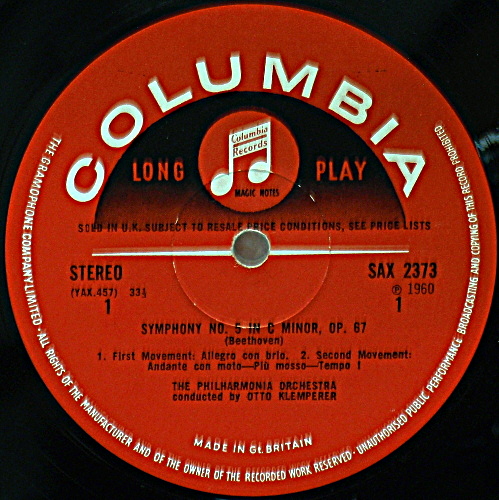 COLUMBIA
Columbia
Records
LONG PLAY
MAGIC NOTES
SOLD IN U.K. SUBJECT TO RESALE PRICE CONDITIONS, SEE PRICE LISTS
STEREO SAX 2373
(YAX.457) 33⅓ Ⓟ 1960
1 1
SYMPHONY NO. 5 IN C MINOR, OP. 67
(Beethoven)
1. First Movement: Allegro con brio. 2. Second Movement:
Andante con moto—Più mosso—Tempo I
THE PHILHARMONIA ORCHESTRA
conducted by OTTO KLEMPERER
MADE IN GT. BRITAIN
THE GRAMOPHONE COMPANY LIMITED · ALL RIGHTS OF THE MANUFACTURER AND OF THE OWNER OF THE RECORDED WORK RESERVED · UNAUTHORISED PUBLIC PERFORMANCE BROADCASTING AND COPYING OF THIS RECORD PROHIBITED